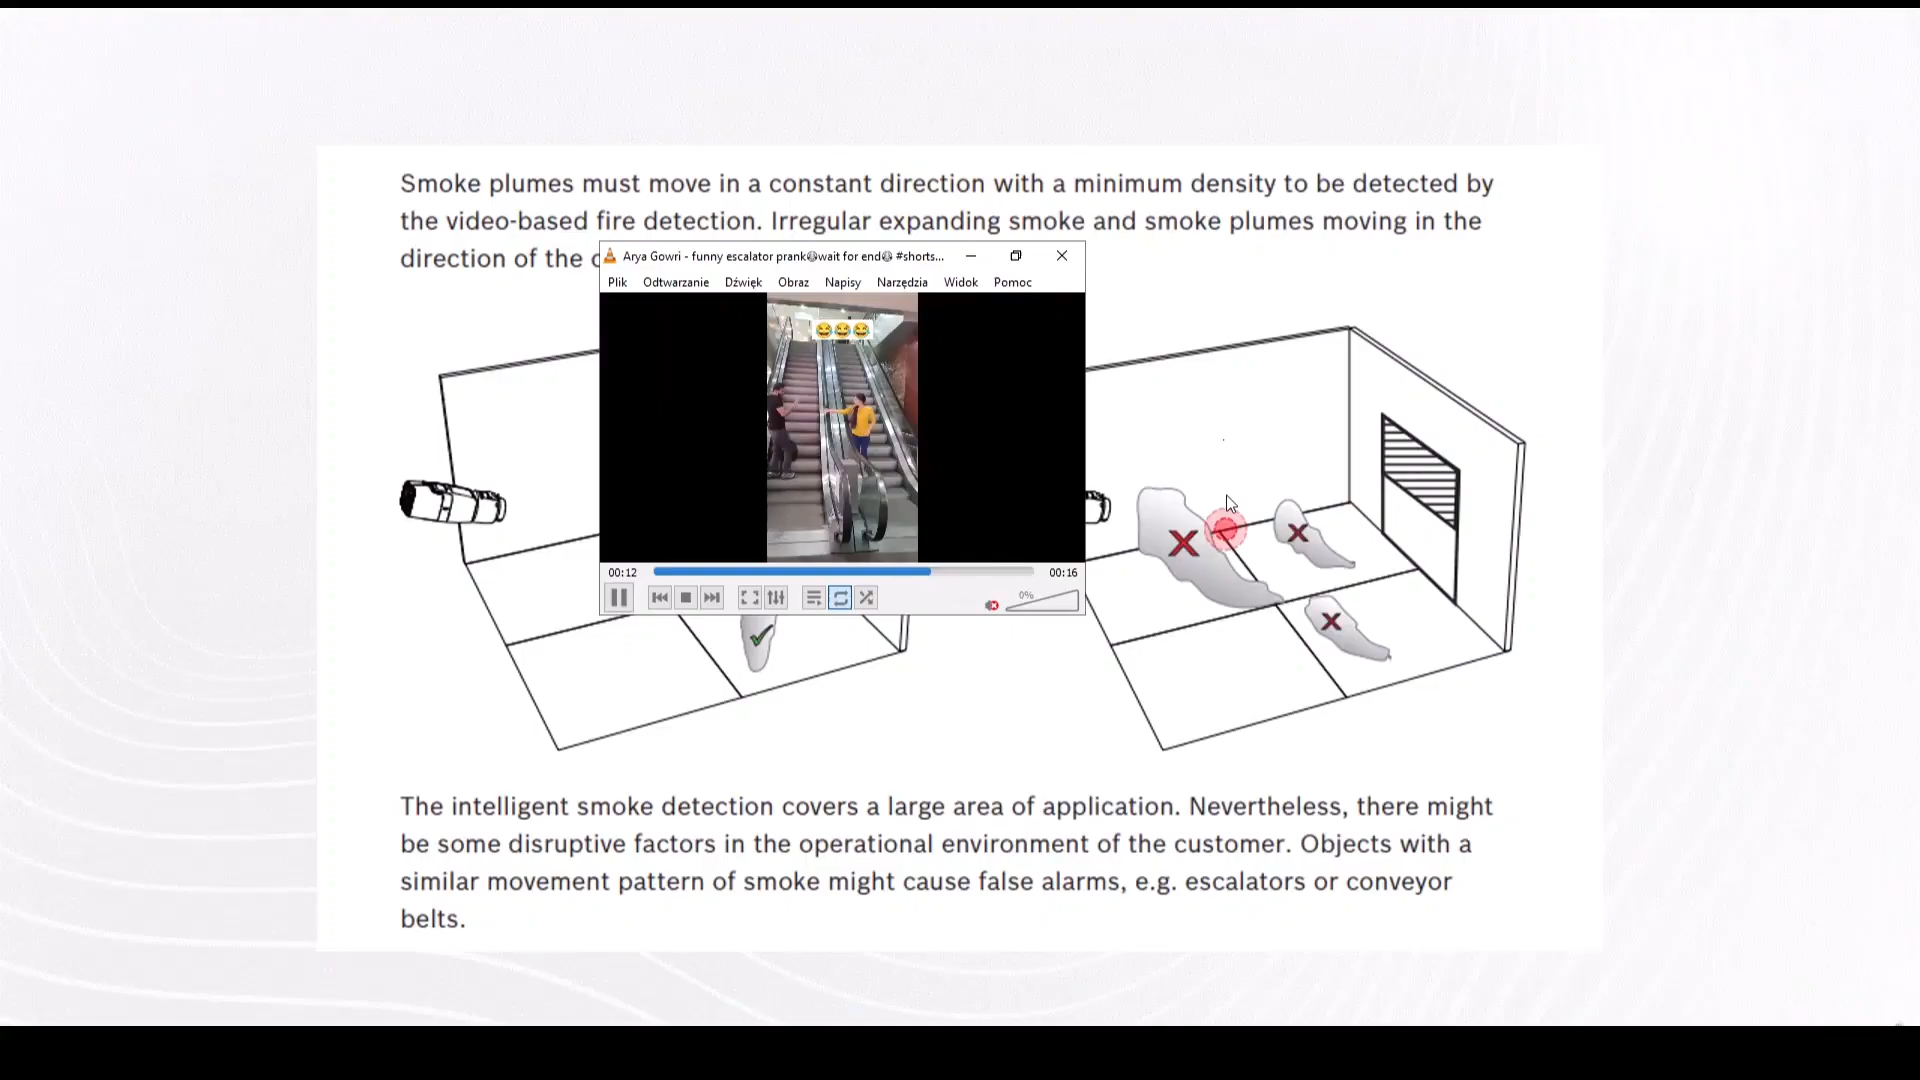 Smoke plumes must move in a constant direction with a minimum density to be detected by
the video-based fire detection. Irregular expanding smoke and smoke plumes moving in the
direction of the
Arya Gowri - funny escalator prank😂wait for end😂 #shorts...
Plik Odtwarzanie Dźwięk Obraz Napisy Narzędzia Widok Pomoc
😂😂😂
00:12 00:16
0%
The intelligent smoke detection covers a large area of application. Nevertheless, there might
be some disruptive factors in the operational environment of the customer. Objects with a
similar movement pattern of smoke might cause false alarms, e.g. escalators or conveyor
belts.